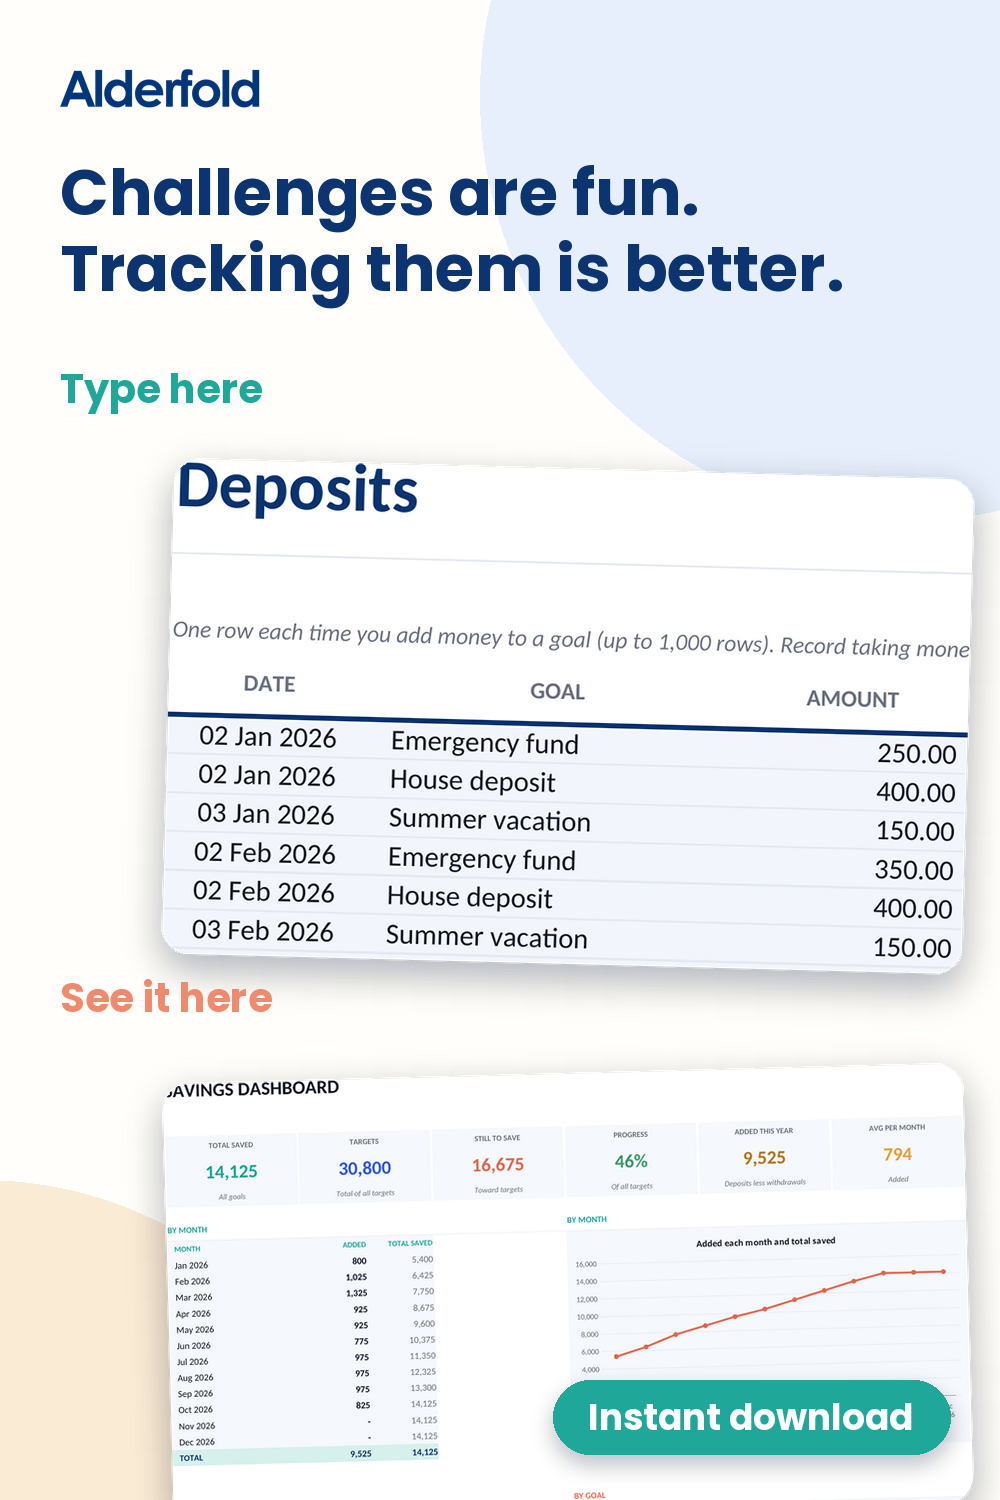 Alderfold
Challenges are fun.
Tracking them is better.
Type here
Deposits
One row each time you add money to a goal (up to 1,000 rows). Record taking mone
DATE GOAL AMOUNT
02 Jan 2026 Emergency fund 250.00
02 Jan 2026 House deposit 400.00
03 Jan 2026 Summer vacation 150.00
02 Feb 2026 Emergency fund 350.00
02 Feb 2026 House deposit 400.00
03 Feb 2026 Summer vacation 150.00
See it here
SAVINGS DASHBOARD
TOTAL SAVED TARGETS STILL TO SAVE PROGRESS ADDED THIS YEAR AVG PER MONTH
14,125 30,800 16,675 46% 9,525 794
All goals Total of all targets Toward targets Of all targets Deposits less withdrawals Added
BY MONTH
MONTH ADDED TOTAL SAVED
Jan 2026 800 5,400
Feb 2026 1,025 6,425
Mar 2026 1,325 7,750
Apr 2026 925 8,675
May 2026 925 9,600
Jun 2026 775 10,375
Jul 2026 975 11,350
Aug 2026 975 12,325
Sep 2026 975 13,300
Oct 2026 825 14,125
Nov 2026 - 14,125
Dec 2026 - 14,125
TOTAL 9,525 14,125
BY MONTH
Added each month and total saved
16,000
14,000
12,000
10,000
8,000
6,000
4,000
Instant download
BY GOAL